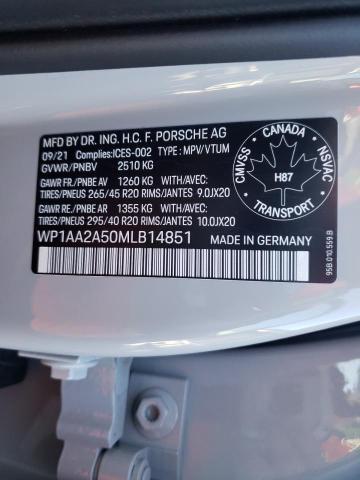 MFD BY DR. ING. H.C. F. PORSCHE AG
09/21 Complies:ICES-002 TYPE : MPV/VTUM
GVWR/PNBV 2510 KG
GAWR FR./PNBE AV 1260 KG WITH/AVEC:
TIRES/PNEUS 265/45 R20 RIMS/JANTES 9.0JX20
GAWR RR/PNBE AR 1355 KG WITH/AVEC:
TIRES/PNEUS 295/40 R20 RIMS/JANTES 10.0JX20
WP1AA2A50MLB14851 MADE IN GERMANY
CANADA
CMVSS
NSVAC
H87
TRANSPORT
95B.010.559.B